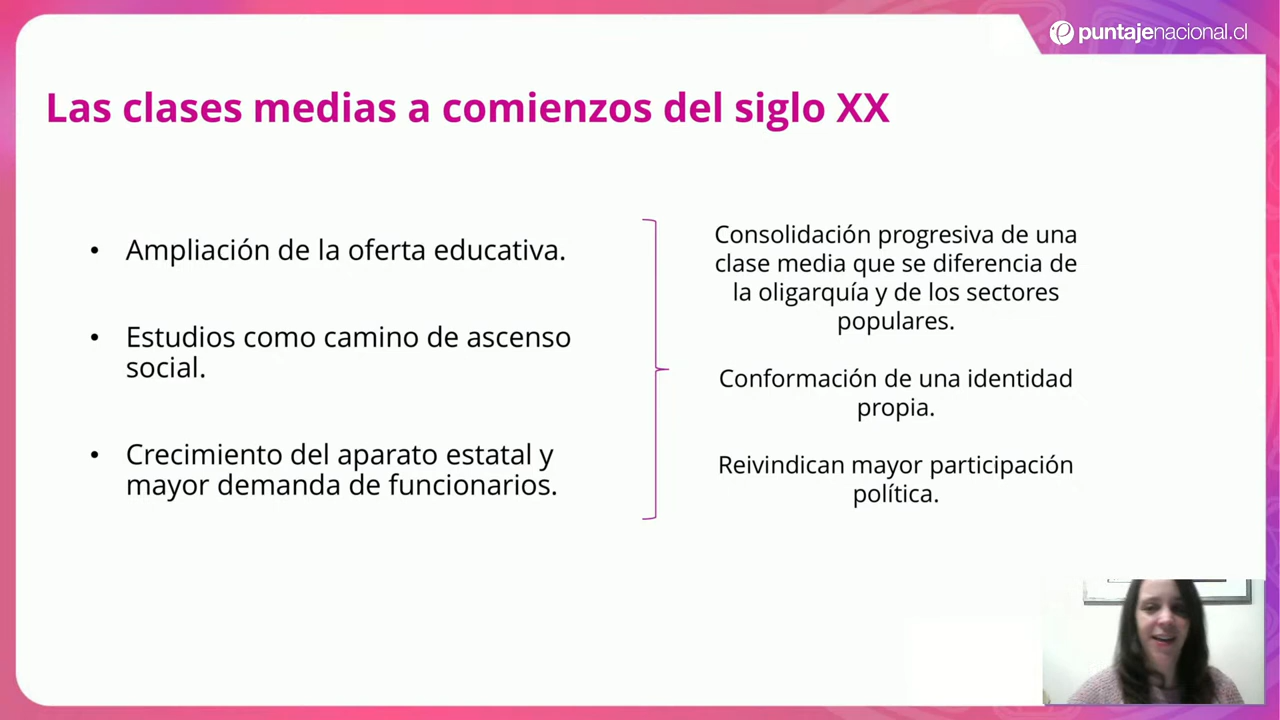 puntajenacional.cl
Las clases medias a comienzos del siglo XX
• Ampliación de la oferta educativa.
• Estudios como camino de ascenso
social.
• Crecimiento del aparato estatal y
mayor demanda de funcionarios.
Consolidación progresiva de una
clase media que se diferencia de
la oligarquía y de los sectores
populares.
Conformación de una identidad
propia.
Reivindican mayor participación
política.